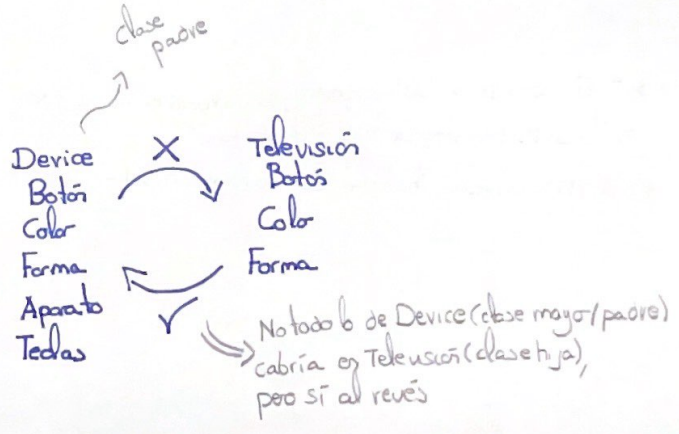 clase
padre
Device
Botón
Color
Forma
Aparato
Teclas
X
Televisión
Botón
Color
Forma
No todo lo de Device (clase mayor/padre)
cabría en Televisión (clase hija),
pero sí al revés